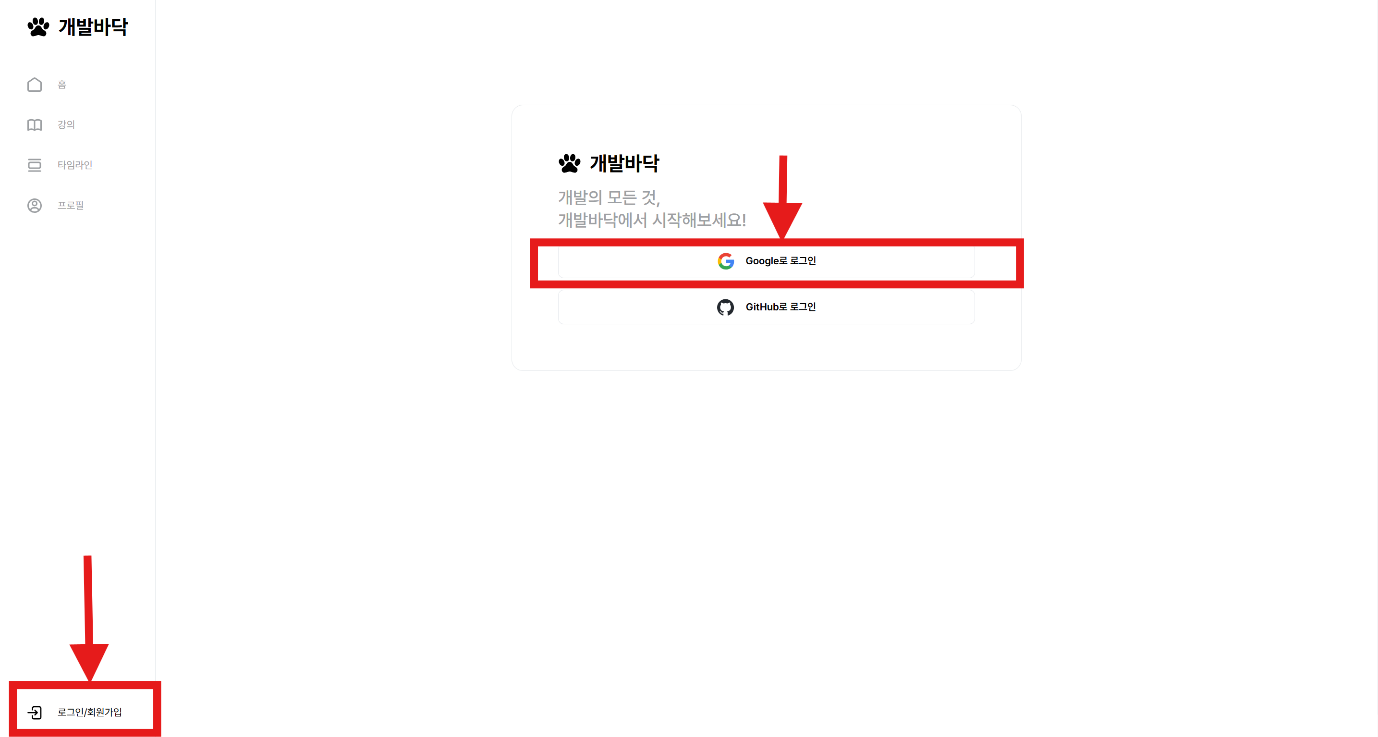 개발바닥
홈
강의
타임라인
프로필
로그인/회원가입
개발바닥
개발의 모든 것,
개발바닥에서 시작해보세요!
Google로 로그인
GitHub로 로그인